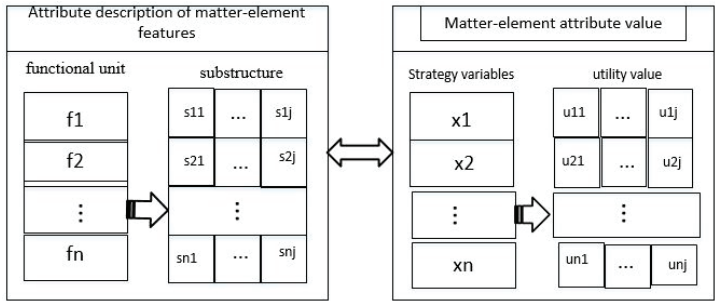 Attribute description of matter-element
features
functional unit
substructure
f1
s11 ... s1j
f2
s21 ... s2j
⋮
⋮
fn
sn1 ... snj
Matter-element attribute value
Strategy variables
utility value
x1
u11 ... u1j
x2
u21 ... u2j
⋮
⋮
xn
un1 ... unj